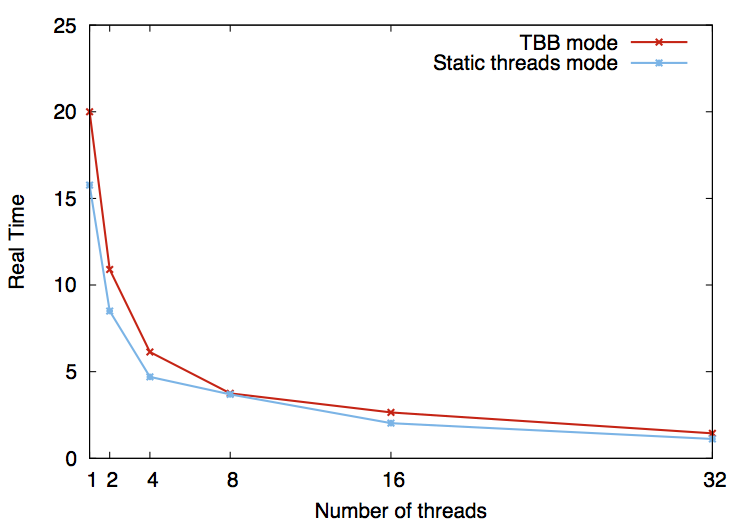 25
20
15
10
5
0
Real Time
TBB mode
Static threads mode
1 2 4 8 16 32
Number of threads